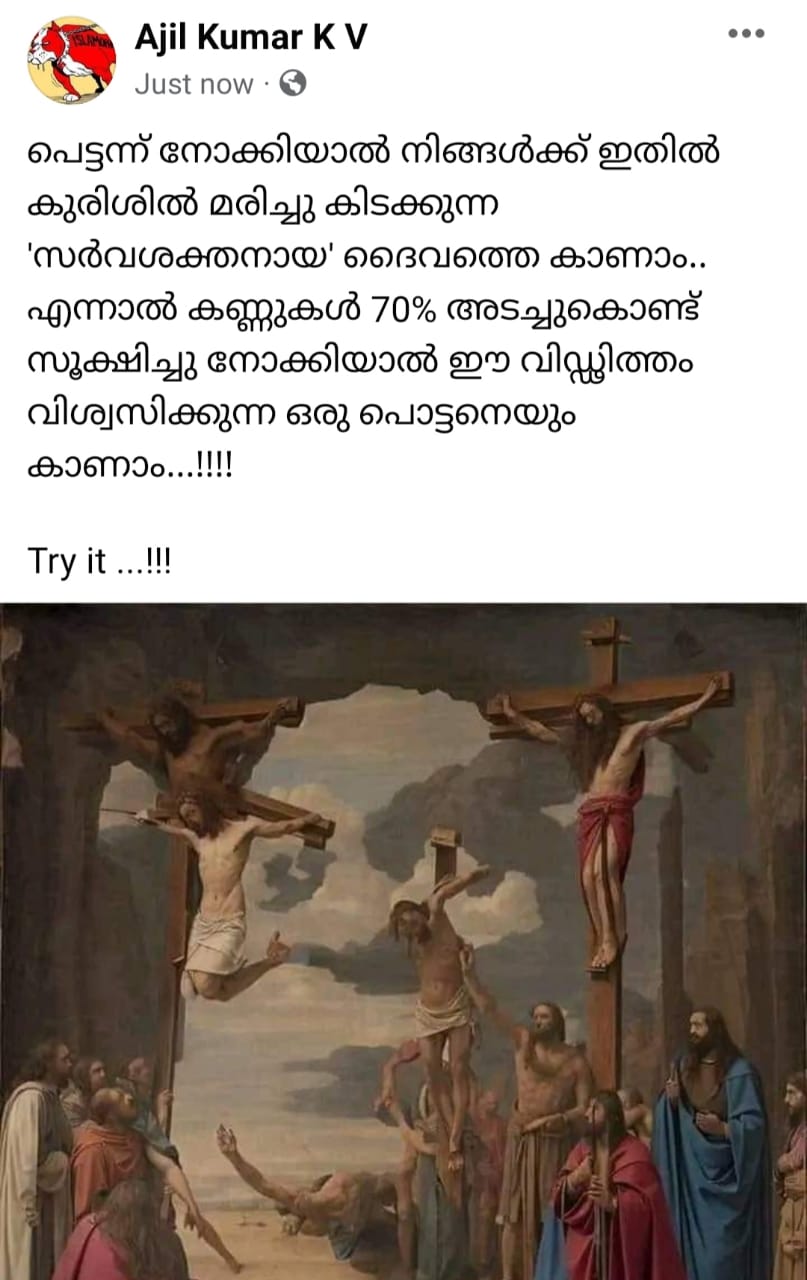 Ajil Kumar K V
Just now ·
പെട്ടന്ന് നോക്കിയാൽ നിങ്ങൾക്ക് ഇതിൽ
കുരിശിൽ മരിച്ചു കിടക്കുന്ന
'സർവശക്തനായ' ദൈവത്തെ കാണാം..
എന്നാൽ കണ്ണുകൾ 70% അടച്ചുകൊണ്ട്
സൂക്ഷിച്ചു നോക്കിയാൽ ഈ വിഡ്ഢിത്തം
വിശ്വസിക്കുന്ന ഒരു പൊട്ടനെയും
കാണാം...!!!!
Try it ...!!!